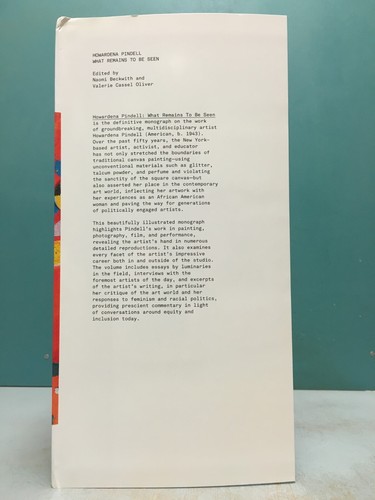 HOWARDENA PINDELL
WHAT REMAINS TO BE SEEN
Edited by
Naomi Beckwith and
Valerie Cassel Oliver
Howardena Pindell: What Remains To Be Seen
is the definitive monograph on the work
of groundbreaking, multidisciplinary artist
Howardena Pindell (American, b. 1943).
Over the past fifty years, the New York–
based artist, activist, and educator
has not only stretched the boundaries of
traditional canvas painting—using
unconventional materials such as glitter,
talcum powder, and perfume and violating
the sanctity of the square canvas—but
also asserted her place in the contemporary
art world, inflecting her artwork with
her experiences as an African American
women and paving the way for generations
of politically engaged artists.
This beautifully illustrated monograph
highlights Pindell's work in painting,
photography, film, and performance,
revealing the artist's hand in numerous
detailed reproductions. It also examines
every facet of the artist's impressive
career both in and outside of the studio.
The volume includes essays by luminaries
in the field, interviews with the
foremost artists of the day, and excerpts
of the artist's writing, in particular
her critique of the art world and her
responses to feminism and racial politics,
providing prescient commentary in light
of conversations around equity and
inclusion today.